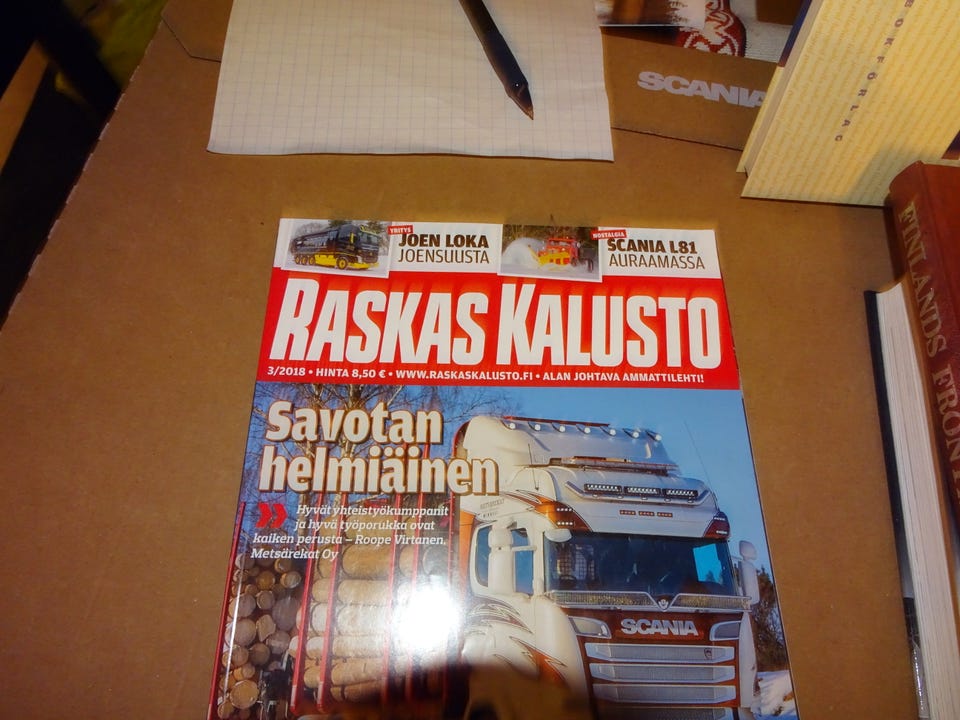 BOKFÖRLAG
SCANIA
FINLANDS FRONT
YRITYS
JOEN LOKA
JOENSUUSTA
NOSTALGIA
SCANIA L81
AURAAMASSA
RASKAS KALUSTO
3/2018 • HINTA 8,50 € • WWW.RASKASKALUSTO.FI • ALAN JOHTAVA AMMATTILEHTI!
Savotan
helmiäinen
Hyvät yhteistyökumppanit
ja hyvä työporukka ovat
kaiken perusta – Roope Virtanen,
Metsärekat Oy
SCANIA